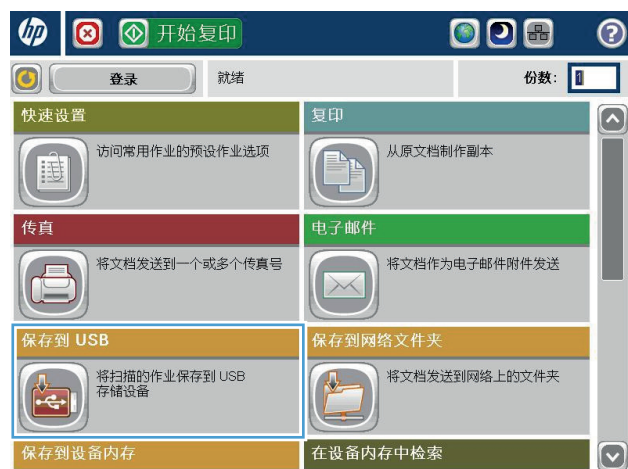 hp 开始复印 ?
登录 就绪 份数: 1
快速设置 复印
访问常用作业的预设作业选项 从原文档制作副本
传真 电子邮件
将文档发送到一个或多个传真号 将文档作为电子邮件附件发送
保存到 USB 保存到网络文件夹
将扫描的作业保存到 USB 将文档发送到网络上的文件夹
存储设备
保存到设备内存 在设备内存中检索